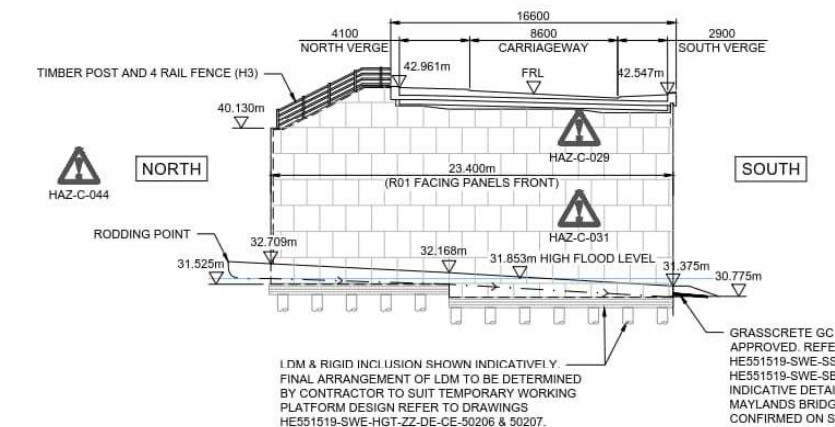 16600
4100 8600 2900
NORTH VERGE CARRIAGEWAY SOUTH VERGE
TIMBER POST AND 4 RAIL FENCE (H3)
42.961m FRL 42.547m
40.130m
HAZ-C-029
NORTH
SOUTH
23.400m
(R01 FACING PANELS FRONT)
HAZ-C-044
HAZ-C-031
RODDING POINT
32.709m
32.168m
31.853m HIGH FLOOD LEVEL
31.525m
31.375m
30.775m
GRASSCRETE GC
APPROVED. REFE
HE551519-SWE-SS
HE551519-SWE-SB
INDICATIVE DETAI
MAYLANDS BRIDG
CONFIRMED ON S
LDM & RIGID INCLUSION SHOWN INDICATIVELY.
FINAL ARRANGEMENT OF LDM TO BE DETERMINED
BY CONTRACTOR TO SUIT TEMPORARY WORKING
PLATFORM DESIGN REFER TO DRAWINGS
HE551519-SWE-HGT-ZZ-DE-CE-50206 & 50207.